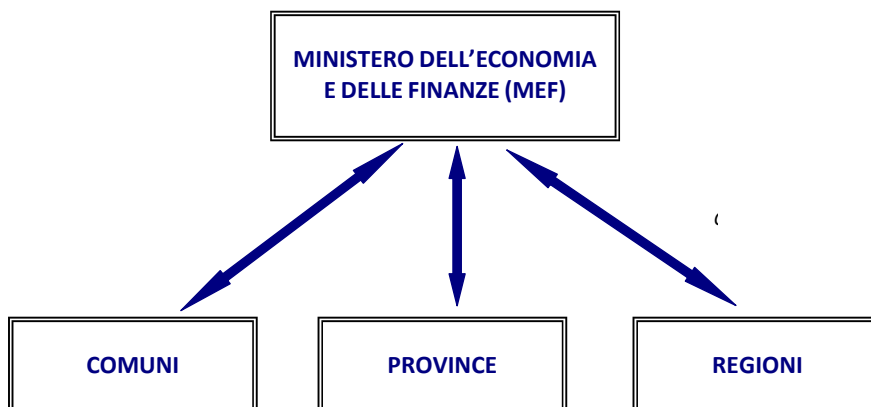 MINISTERO DELL’ECONOMIA
E DELLE FINANZE (MEF)
COMUNI
PROVINCE
REGIONI